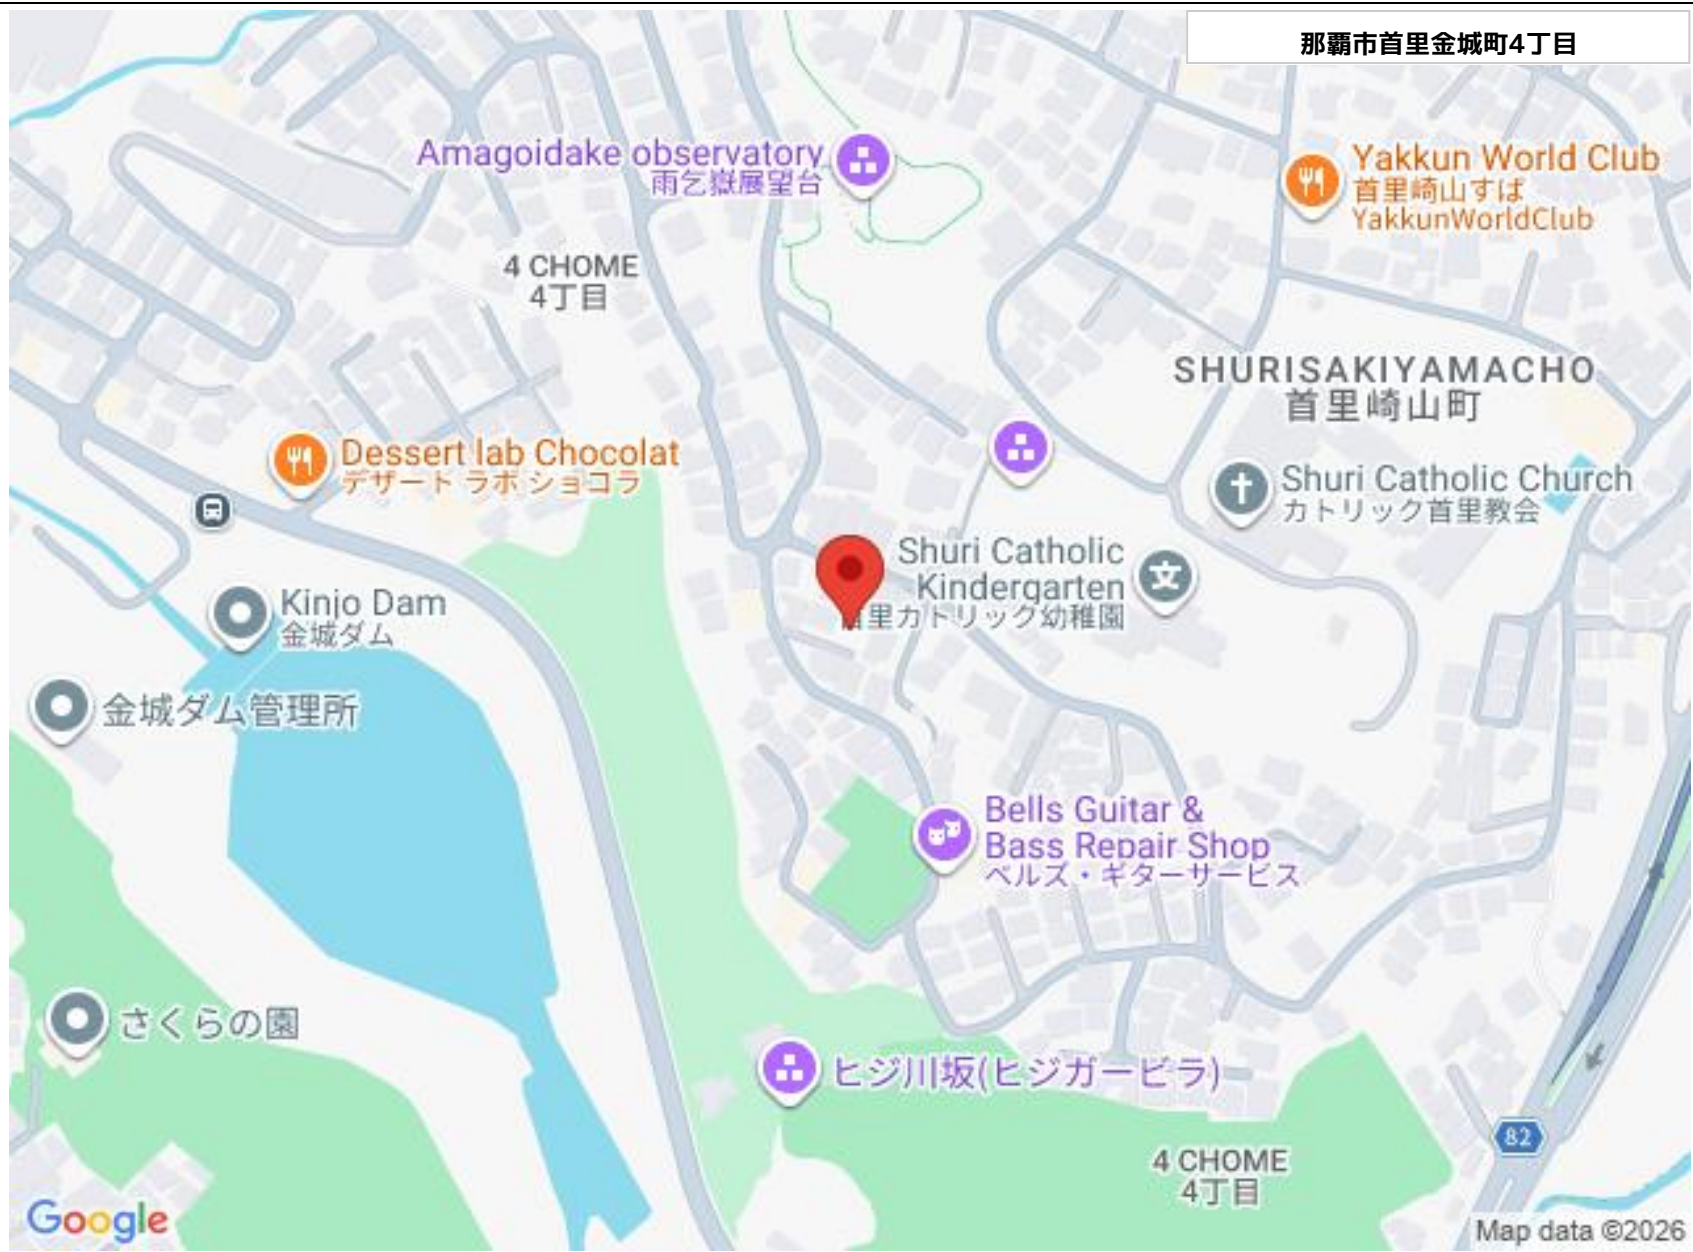 那覇市首里金城町4丁目
Amagoidake observatory
雨乞嶽展望台
Yakkun World Club
首里崎山すば
YakkunWorldClub
4 CHOME
4丁目
SHURISAKIYAMACHO
首里崎山町
Dessert lab Chocolat
デザート ラボ ショコラ
Shuri Catholic Church
カトリック首里教会
Shuri Catholic
Kindergarten
首里カトリック幼稚園
Kinjo Dam
金城ダム
金城ダム管理所
Bells Guitar &
Bass Repair Shop
ベルズ・ギターサービス
さくらの園
ヒジ川坂(ヒジガービラ)
82
4 CHOME
4丁目
Google
Map data ©2026